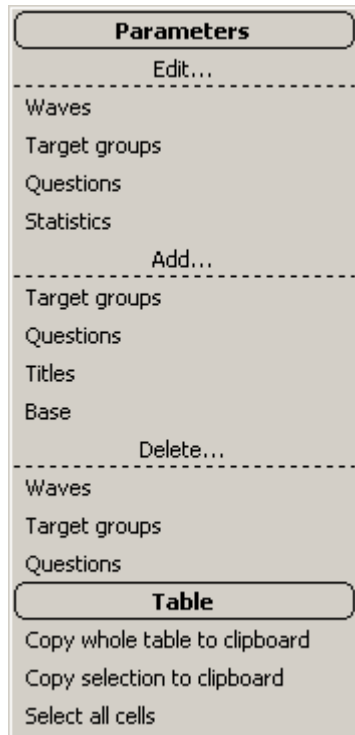 Parameters
Edit...
Waves
Target groups
Questions
Statistics
Add...
Target groups
Questions
Titles
Base
Delete...
Waves
Target groups
Questions
Table
Copy whole table to clipboard
Copy selection to clipboard
Select all cells